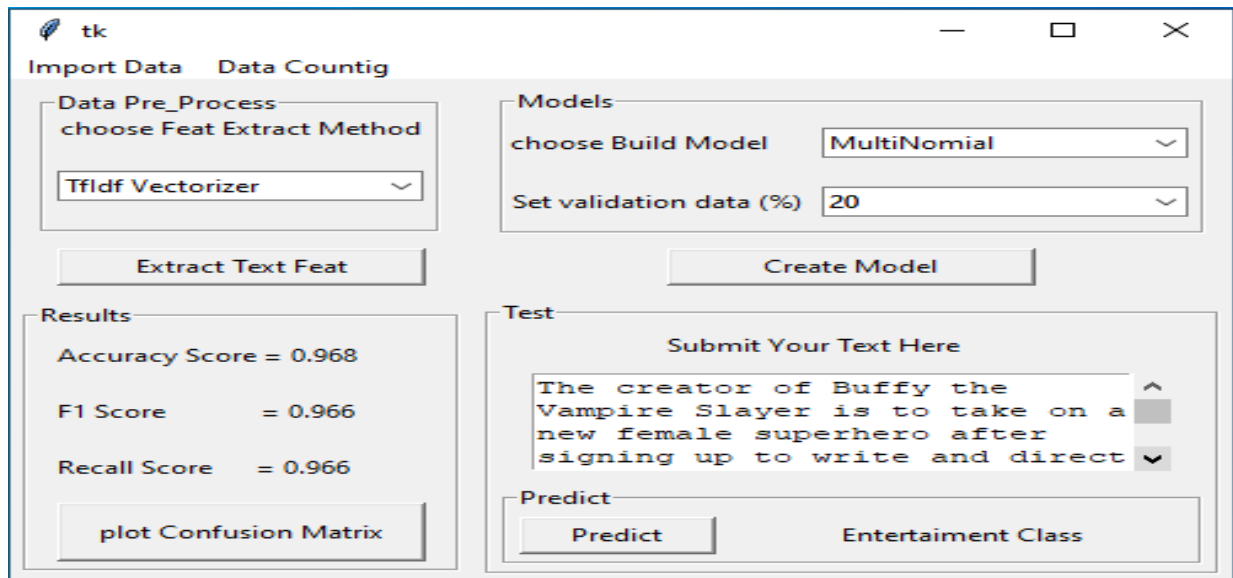 tk
Import Data Data Countig
Data Pre_Process
choose Feat Extract Method
TfIdf Vectorizer
Extract Text Feat
Models
choose Build Model MultiNomial
Set validation data (%) 20
Create Model
Results
Accuracy Score = 0.968
F1 Score = 0.966
Recall Score = 0.966
plot Confusion Matrix
Test
Submit Your Text Here
The creator of Buffy the
Vampire Slayer is to take on a
new female superhero after
signing up to write and direct
Predict
Predict Entertaiment Class